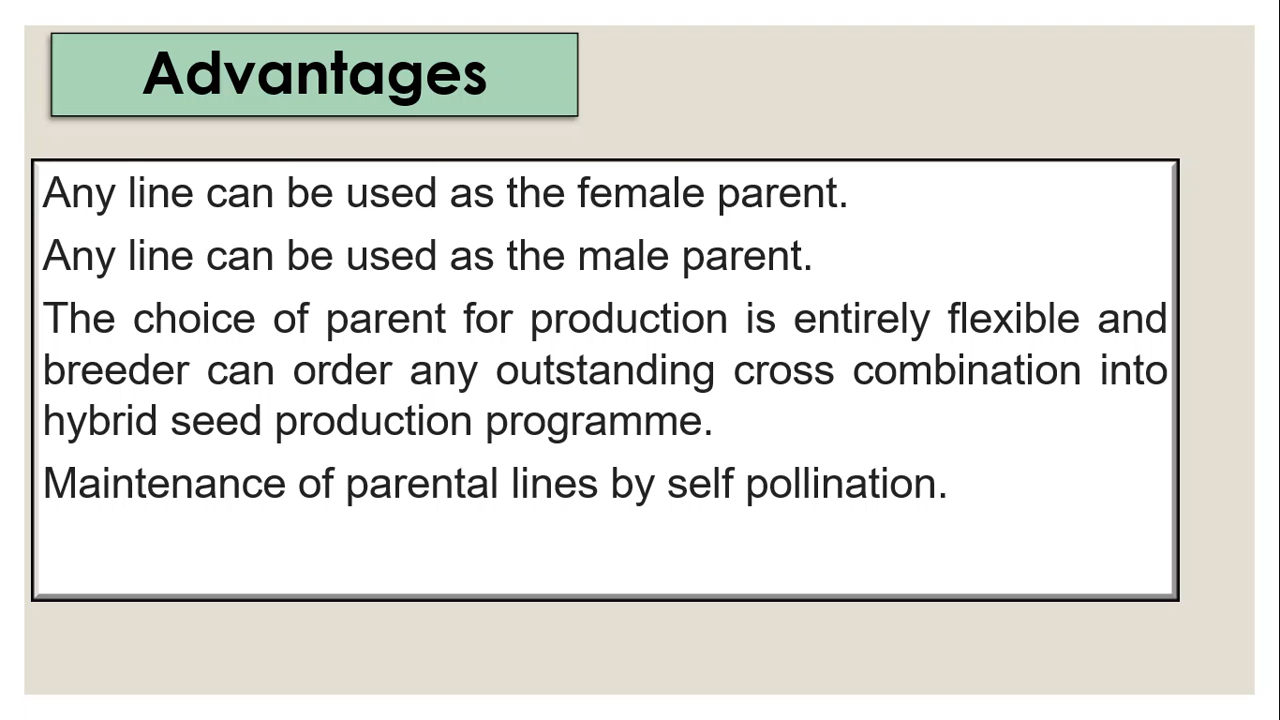 Advantages
Any line can be used as the female parent.
Any line can be used as the male parent.
The choice of parent for production is entirely flexible and
breeder can order any outstanding cross combination into
hybrid seed production programme.
Maintenance of parental lines by self pollination.